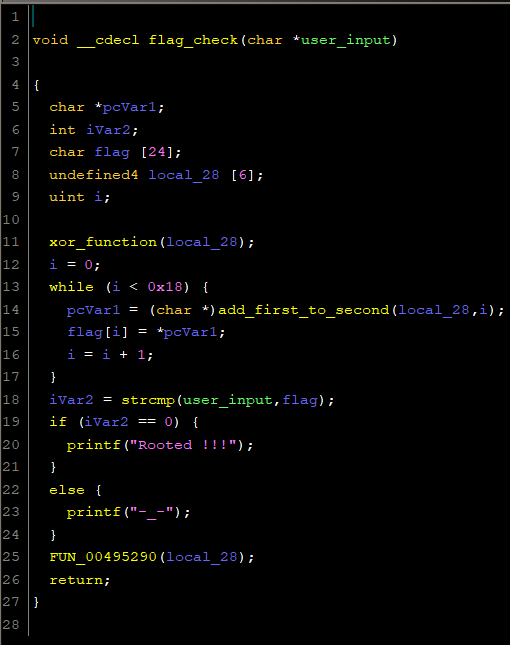 1
2 void __cdecl flag_check(char *user_input)
3
4 {
5 char *pcVar1;
6 int iVar2;
7 char flag [24];
8 undefined4 local_28 [6];
9 uint i;
10
11 xor_function(local_28);
12 i = 0;
13 while (i < 0x18) {
14 pcVar1 = (char *)add_first_to_second(local_28,i);
15 flag[i] = *pcVar1;
16 i = i + 1;
17 }
18 iVar2 = strcmp(user_input,flag);
19 if (iVar2 == 0) {
20 printf("Rooted !!!");
21 }
22 else {
23 printf("-_-");
24 }
25 FUN_00495290(local_28);
26 return;
27 }
28